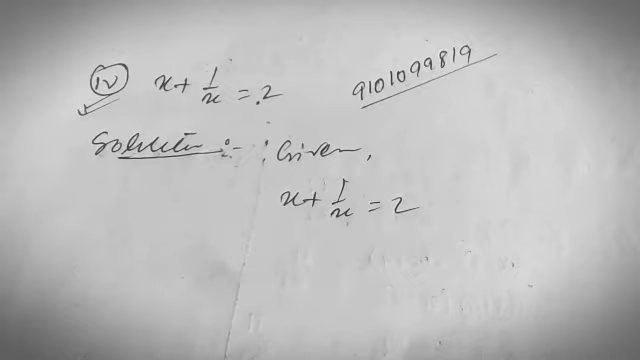 (iv) x + 1/x = 2
9101099819
Solution :- Given,
x + 1/x = 2